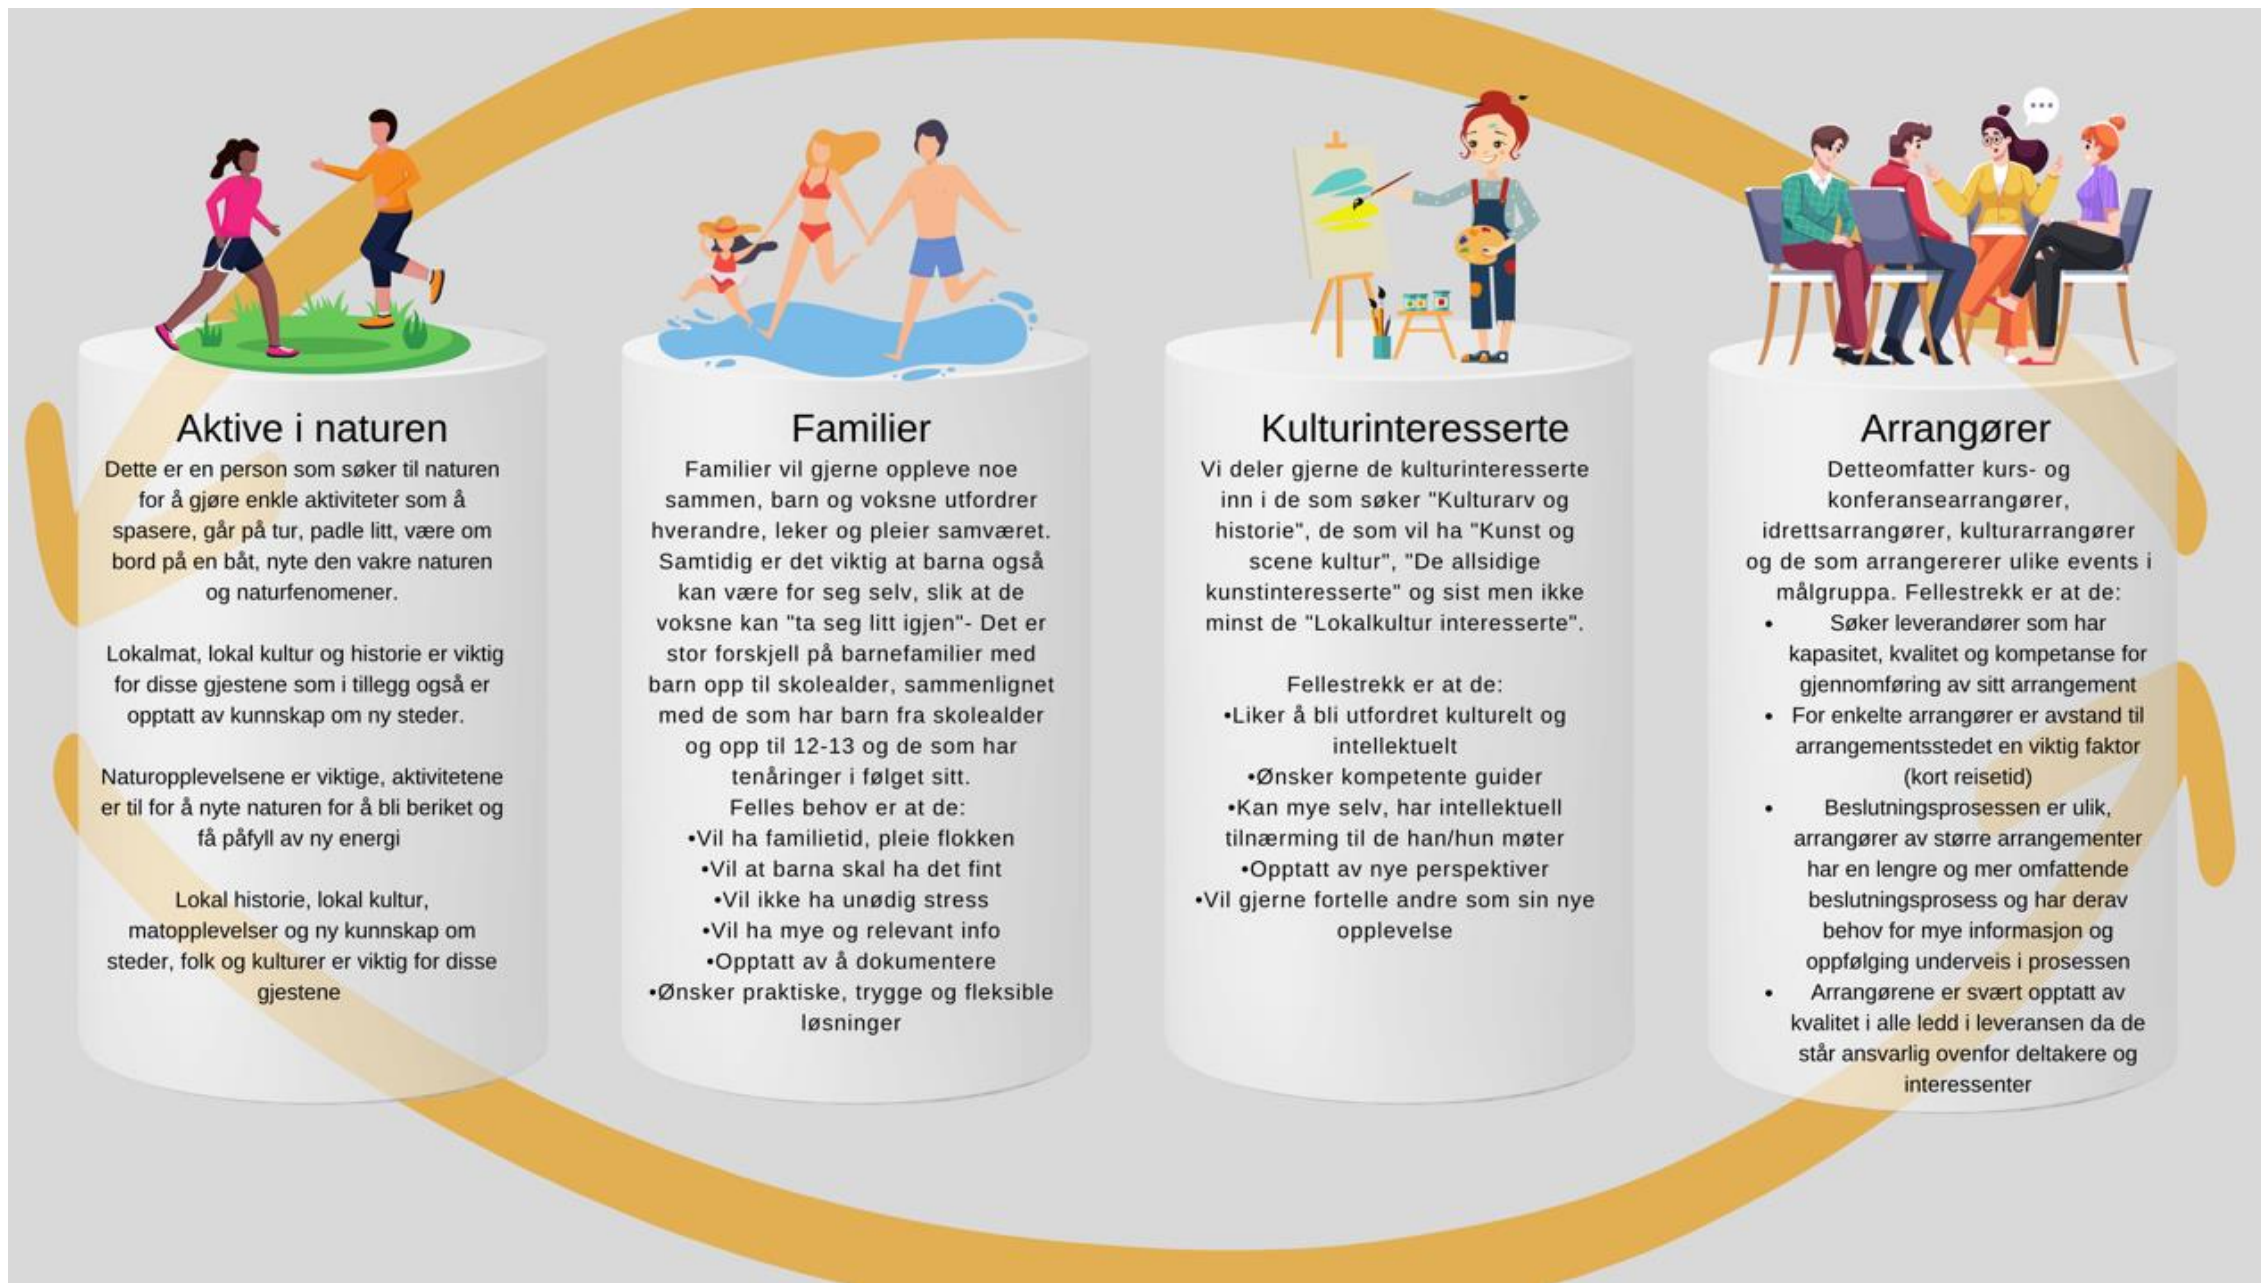 Aktive i naturen
Dette er en person som søker til naturen
for å gjøre enkle aktiviteter som å
spasere, går på tur, padle litt, være om
bord på en båt, nyte den vakre naturen
og naturfenomener.
Lokalmat, lokal kultur og historie er viktig
for disse gjestene som i tillegg også er
opptatt av kunnskap om ny steder.
Naturopplevelsene er viktige, aktivitetene
er til for å nyte naturen for å bli beriket og
få påfyll av ny energi
Lokal historie, lokal kultur,
matopplevelser og ny kunnskap om
steder, folk og kulturer er viktig for disse
gjestene
Familier
Familier vil gjerne oppleve noe
sammen, barn og voksne utfordrer
hverandre, leker og pleier samværet.
Samtidig er det viktig at barna også
kan være for seg selv, slik at de
voksne kan "ta seg litt igjen"- Det er
stor forskjell på barnefamilier med
barn opp til skolealder, sammenlignet
med de som har barn fra skolealder
og opp til 12-13 og de som har
tenåringer i følget sitt.
Felles behov er at de:
•Vil ha familietid, pleie flokken
•Vil at barna skal ha det fint
•Vil ikke ha unødig stress
•Vil ha mye og relevant info
•Opptatt av å dokumentere
•Ønsker praktiske, trygge og fleksible
løsninger
Kulturinteresserte
Vi deler gjerne de kulturinteresserte
inn i de som søker "Kulturarv og
historie", de som vil ha "Kunst og
scene kultur", "De allsidige
kunstinteresserte" og sist men ikke
minst de "Lokalkultur interesserte".
Fellestrekk er at de:
•Liker å bli utfordret kulturelt og
intellektuelt
•Ønsker kompetente guider
•Kan mye selv, har intellektuell
tilnærming til de han/hun møter
•Opptatt av nye perspektiver
•Vil gjerne fortelle andre som sin nye
opplevelse
Arrangører
Detteomfatter kurs- og
konferansearrangører,
idrettsarrangører, kulturarrangører
og de som arrangererer ulike events i
målgruppa. Fellestrekk er at de:
• Søker leverandører som har
kapasitet, kvalitet og kompetanse for
gjennomføring av sitt arrangement
• For enkelte arrangører er avstand til
arrangementsstedet en viktig faktor
(kort reisetid)
• Beslutningsprosessen er ulik,
arrangører av større arrangementer
har en lengre og mer omfattende
beslutningsprosess og har derav
behov for mye informasjon og
oppfølging underveis i prosessen
• Arrangørene er svært opptatt av
kvalitet i alle ledd i leveransen da de
står ansvarlig ovenfor deltakere og
interessenter